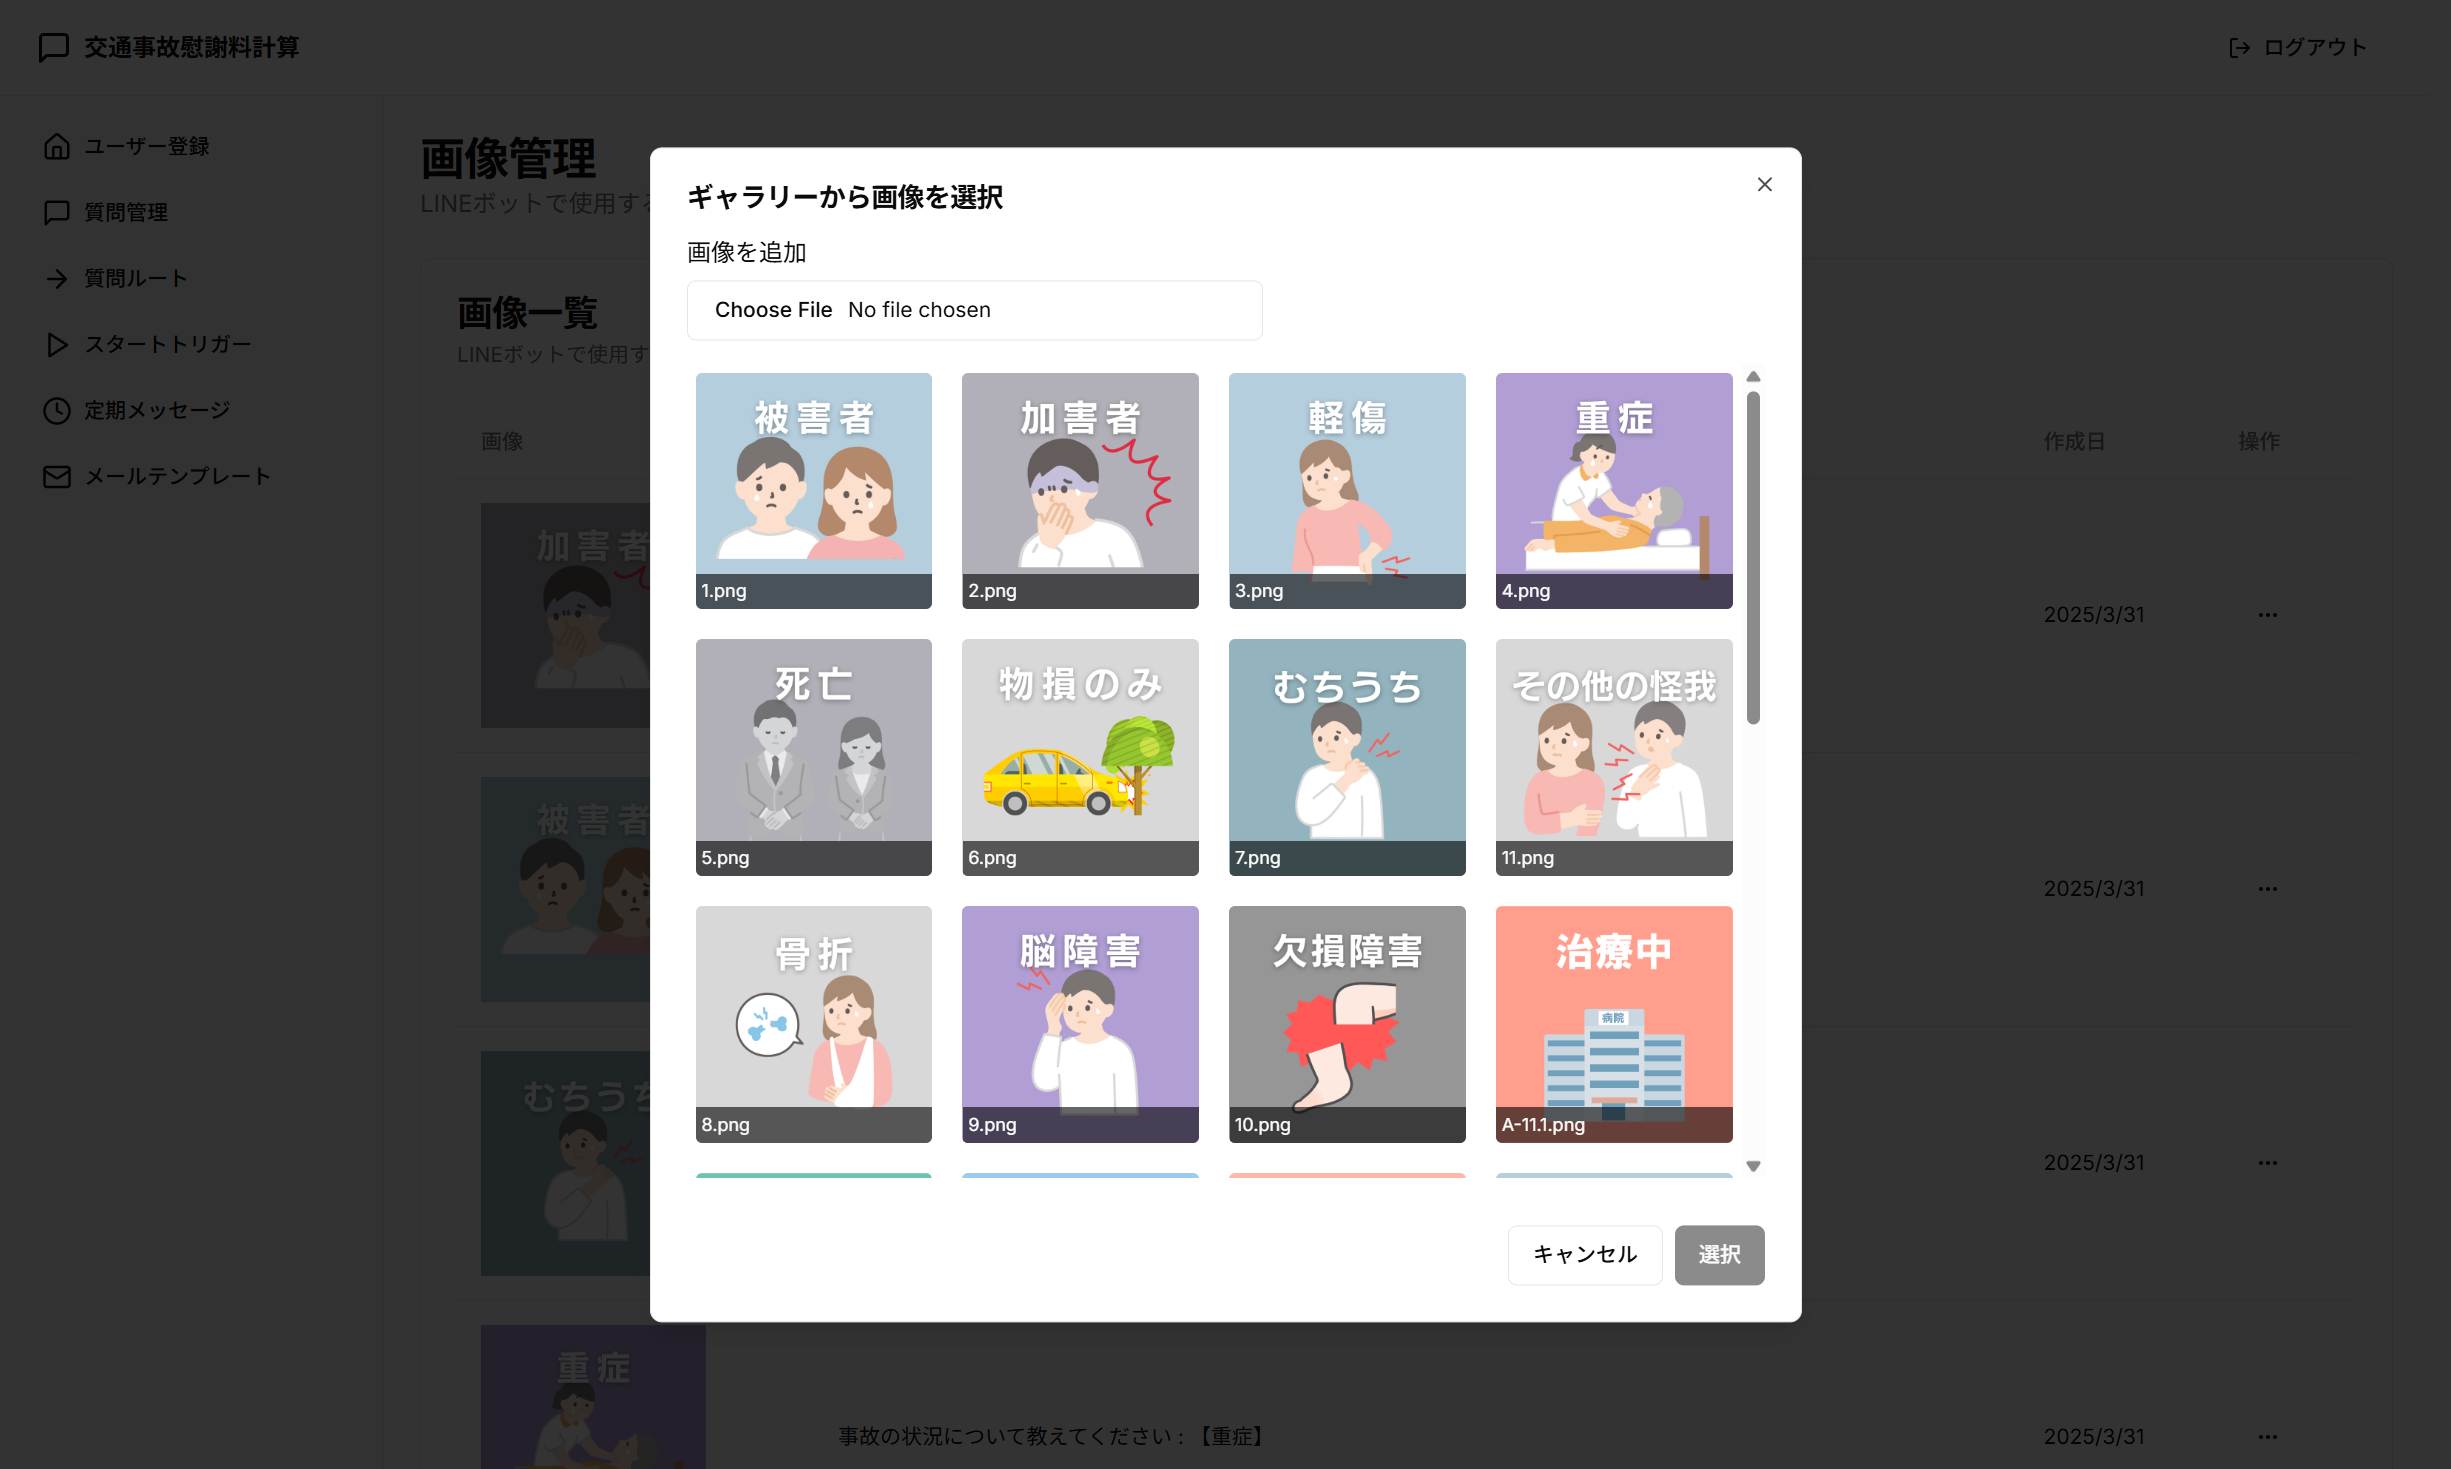 交通事故慰謝料計算
ログアウト
ユーザー登録
質問管理
質問ルート
スタートトリガー
定期メッセージ
メールテンプレート
画像管理
LINEボットで使用する
画像一覧
LINEボットで使用す
画像
作成日
操作
加害者
2025/3/31
被害者
2025/3/31
むちうち
2025/3/31
重症
事故の状況について教えてください：【重症】
2025/3/31
ギャラリーから画像を選択
画像を追加
Choose File No file chosen
被害者
1.png
加害者
2.png
軽傷
3.png
重症
4.png
死亡
5.png
物損のみ
6.png
むちうち
7.png
その他の怪我
11.png
骨折
8.png
脳障害
9.png
欠損障害
10.png
治療中
病院
A-11.1.png
キャンセル
選択